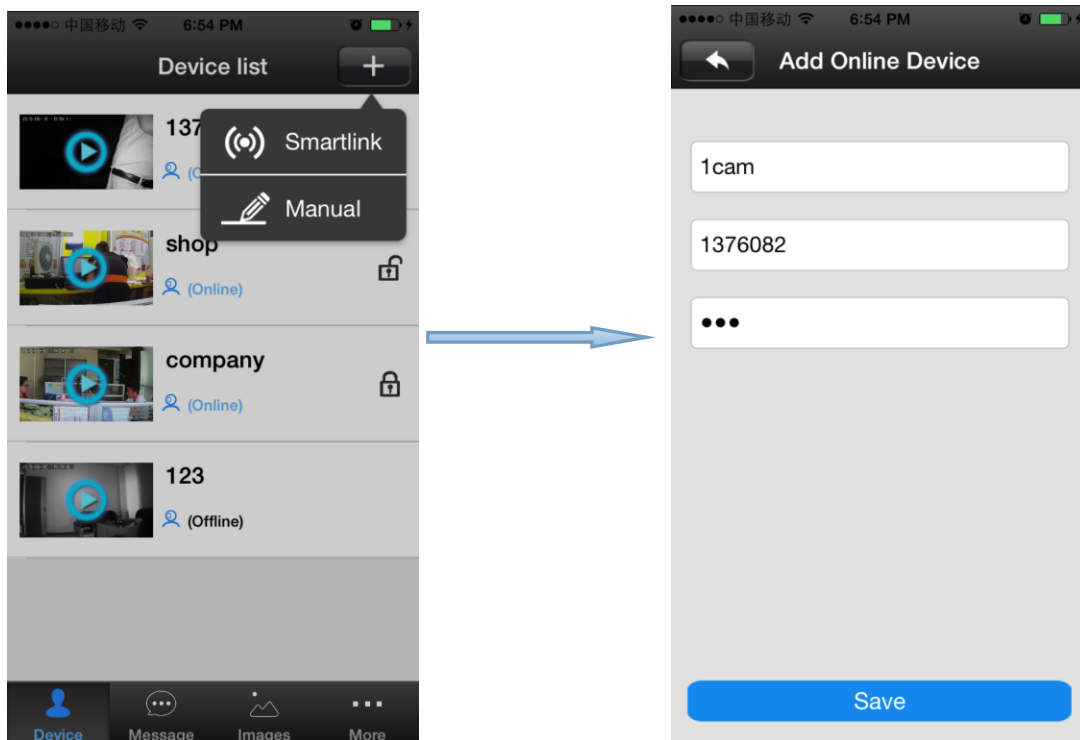 中国移动 6:54 PM
Device list
137
Smartlink
Manual
shop
(Online)
company
(Online)
123
(Offline)
Device Message Images More
中国移动 6:54 PM
Add Online Device
1cam
1376082
●●●
Save